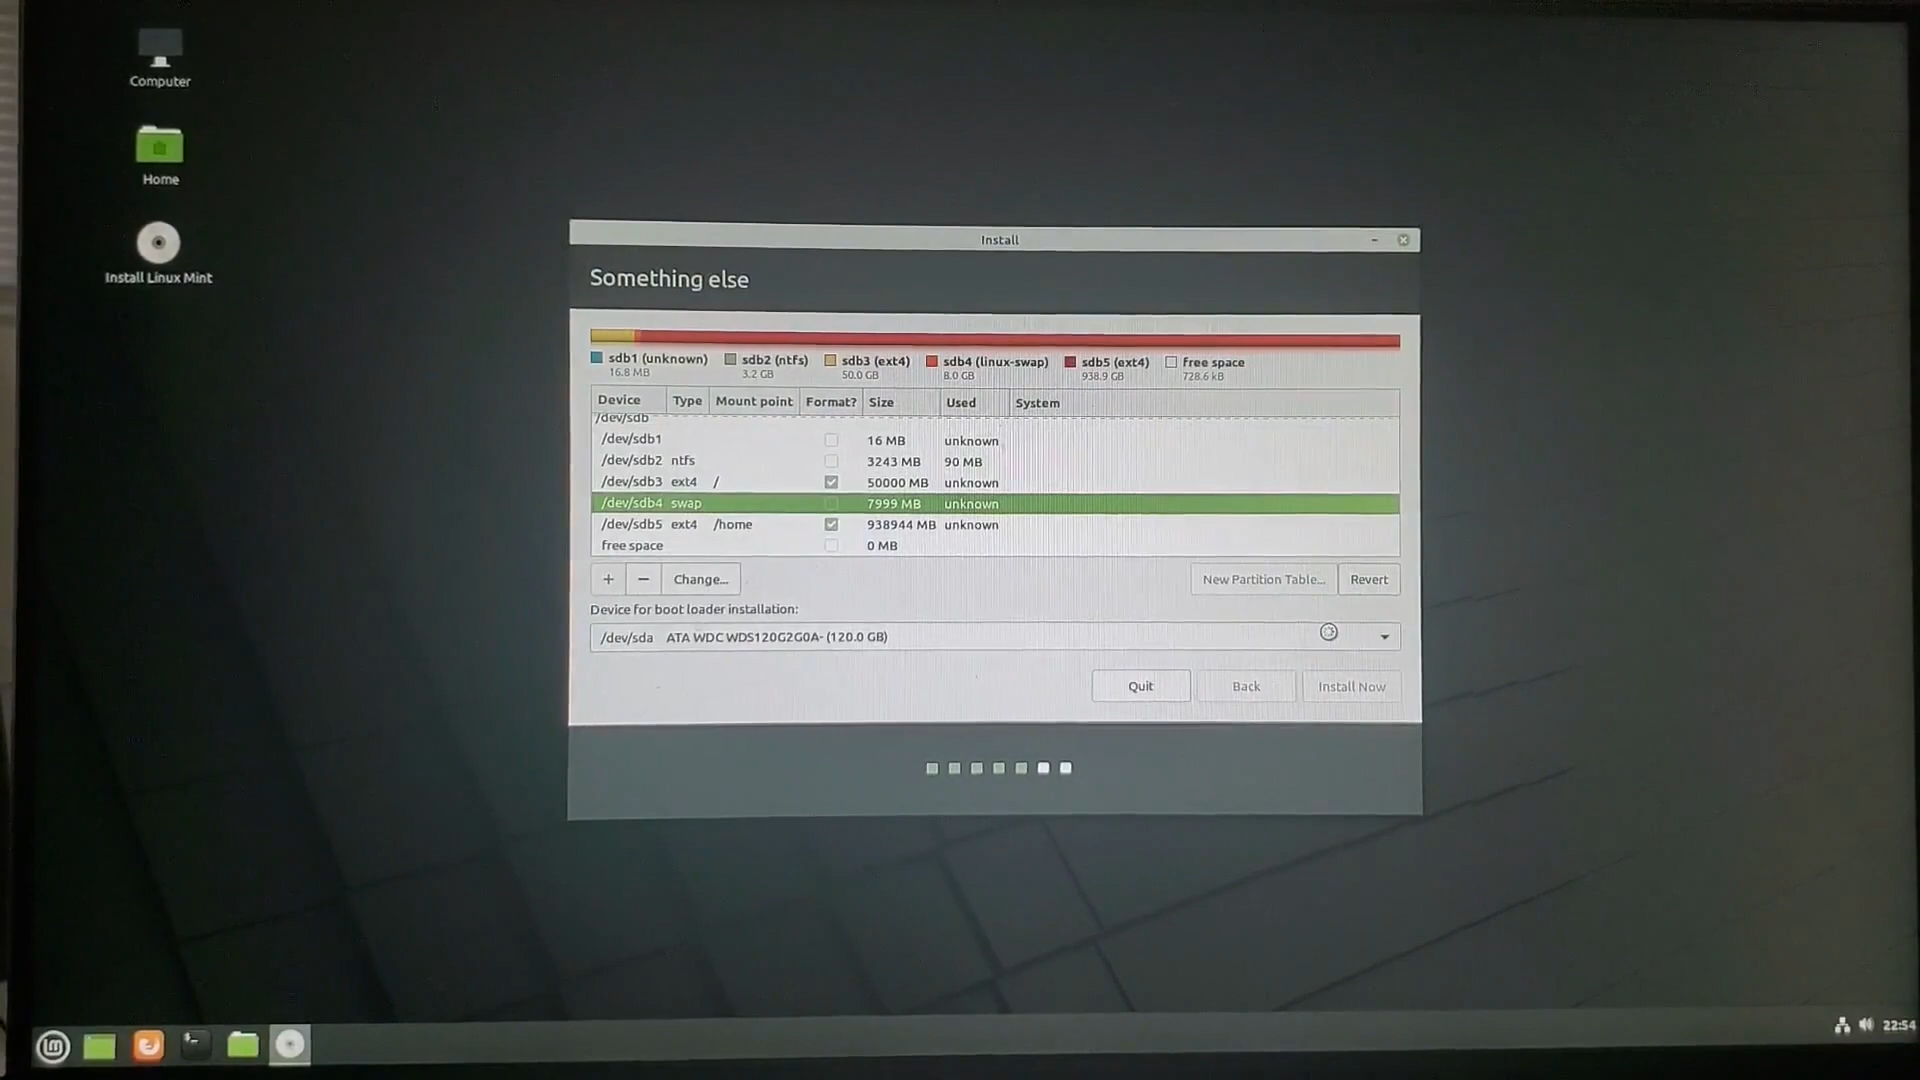 Computer
Home
Install Linux Mint
Install
Something else
sdb1 (unknown) sdb2 (ntfs) sdb3 (ext4) sdb4 (linux-swap) sdb5 (ext4) free space
16.8 MB 3.2 GB 50.0 GB 8.0 GB 938.9 GB 728.6 kB
Device Type Mount point Format? Size Used System
/dev/sdb
/dev/sdb1 16 MB unknown
/dev/sdb2 ntfs 3243 MB 90 MB
/dev/sdb3 ext4 / 50000 MB unknown
/dev/sdb4 swap 7999 MB unknown
/dev/sdb5 ext4 /home 938944 MB unknown
free space 0 MB
+ − Change... New Partition Table... Revert
Device for boot loader installation:
/dev/sda ATA WDC WDS120G2G0A- (120.0 GB)
Quit Back Install Now
22:54